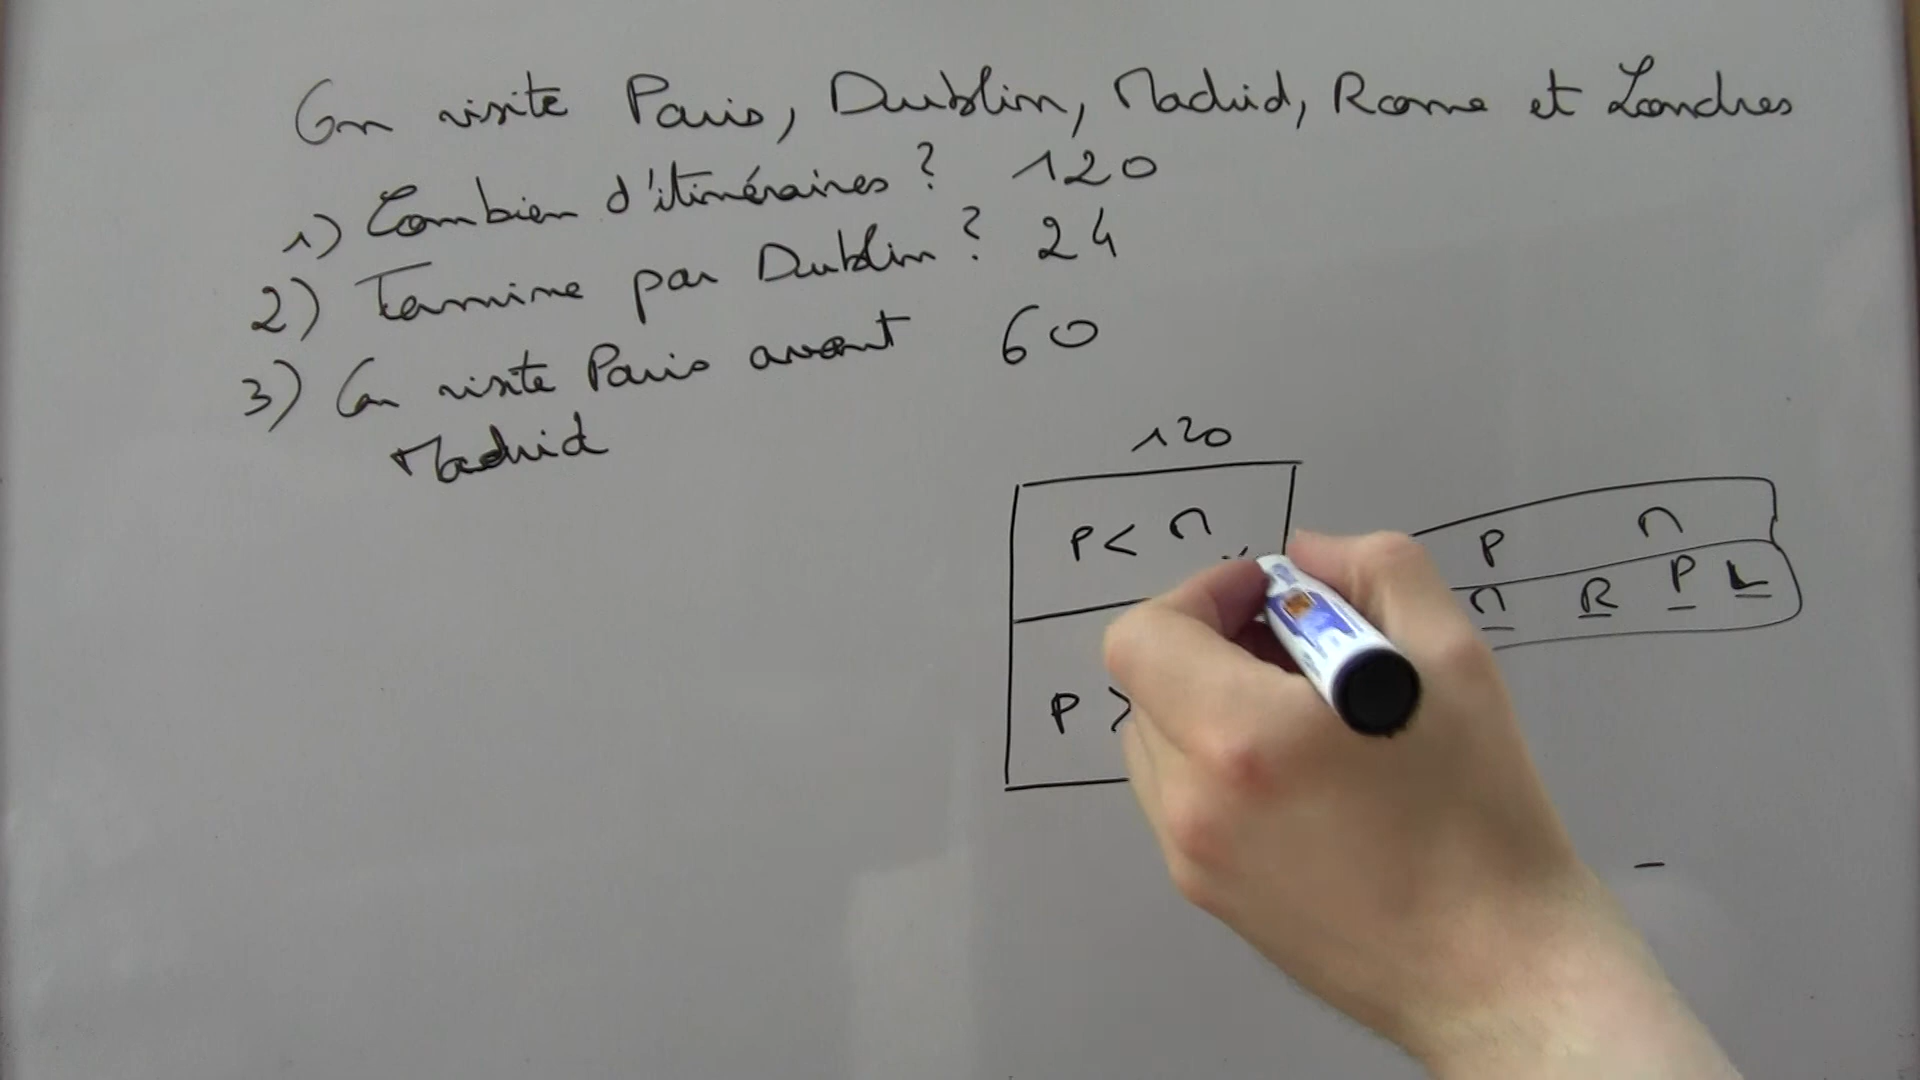 On visite Paris, Dublin, Madrid, Rome et Londres
1) Combien d'itinéraires ? 120
2) Termine par Dublin ? 24
3) On visite Paris avant 60
Madrid
120
P < M
P >
P M
M R P L